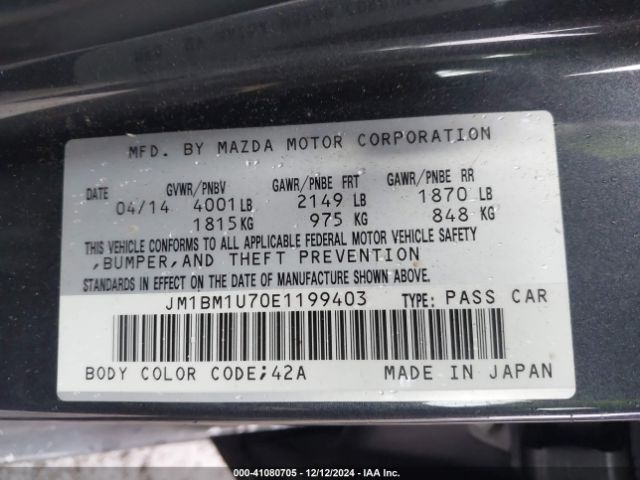 MFD. BY MAZDA MOTOR CORPORATION
DATE GVWR/PNBV GAWR/PNBE FRT GAWR/PNBE RR
04/14 4001 LB 2149 LB 1870 LB
1815 KG 975 KG 848 KG
THIS VEHICLE CONFORMS TO ALL APPLICABLE FEDERAL MOTOR VEHICLE SAFETY
,BUMPER,AND THEFT PREVENTION
STANDARDS IN EFFECT ON THE DATE OF MANUFACTURE SHOWN ABOVE.
JM1BM1U70E1199403 TYPE: PASS CAR
BODY COLOR CODE;42A MADE IN JAPAN
000-41080705 - 12/12/2024 - IAA Inc.